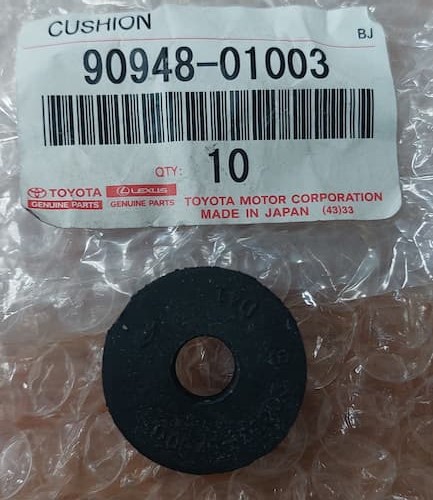 CUSHION
BJ
90948-01003
QTY: 10
TOYOTA
GENUINE PARTS
LEXUS
GENUINE PARTS
TOYOTA MOTOR CORPORATION
MADE IN JAPAN (43)33